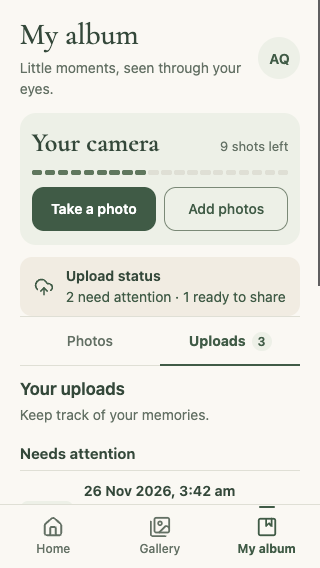 My album
Little moments, seen through your
eyes.
AQ
Your camera
9 shots left
Take a photo
Add photos
Upload status
2 need attention · 1 ready to share
Photos
Uploads 3
Your uploads
Keep track of your memories.
Needs attention
26 Nov 2026, 3:42 am
Home
Gallery
My album